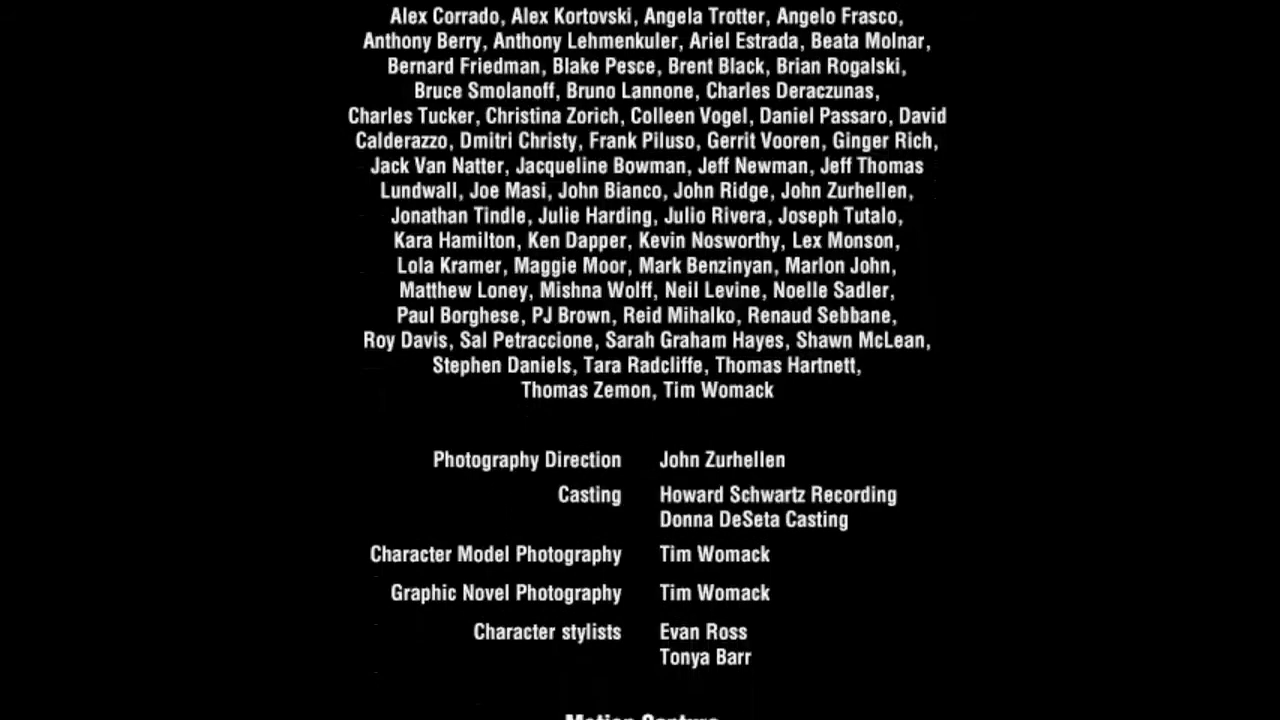 Alex Corrado, Alex Kortovski, Angela Trotter, Angelo Frasco,
Anthony Berry, Anthony Lehmenkuler, Ariel Estrada, Beata Molnar,
Bernard Friedman, Blake Pesce, Brent Black, Brian Rogalski,
Bruce Smolanoff, Bruno Lannone, Charles Deraczunas,
Charles Tucker, Christina Zorich, Colleen Vogel, Daniel Passaro, David
Calderazzo, Dmitri Christy, Frank Piluso, Gerrit Vooren, Ginger Rich,
Jack Van Natter, Jacqueline Bowman, Jeff Newman, Jeff Thomas
Lundwall, Joe Masi, John Bianco, John Ridge, John Zurhellen,
Jonathan Tindle, Julie Harding, Julio Rivera, Joseph Tutalo,
Kara Hamilton, Ken Dapper, Kevin Nosworthy, Lex Monson,
Lola Kramer, Maggie Moor, Mark Benzinyan, Marlon John,
Matthew Loney, Mishna Wolff, Neil Levine, Noelle Sadler,
Paul Borghese, PJ Brown, Reid Mihalko, Renaud Sebbane,
Roy Davis, Sal Petraccione, Sarah Graham Hayes, Shawn McLean,
Stephen Daniels, Tara Radcliffe, Thomas Hartnett,
Thomas Zemon, Tim Womack
Photography Direction John Zurhellen
Casting Howard Schwartz Recording
Donna DeSeta Casting
Character Model Photography Tim Womack
Graphic Novel Photography Tim Womack
Character stylists Evan Ross
Tonya Barr
Motion Capture